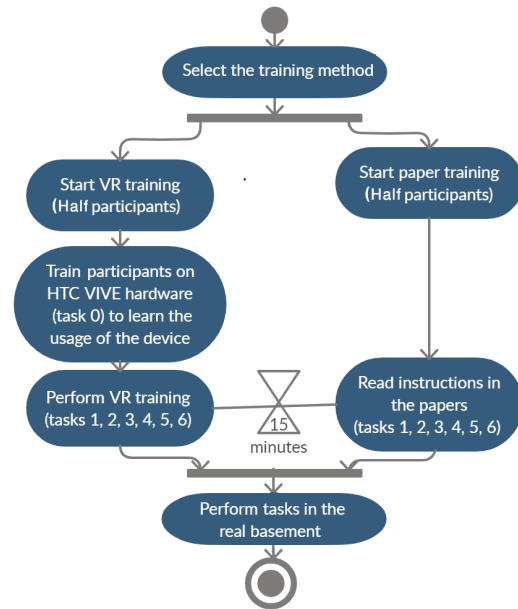 Select the training method
Start VR training
(Half participants)
Start paper training
(Half participants)
Train participants on
HTC VIVE hardware
(task 0) to learn the
usage of the device
Perform VR training
(tasks 1, 2, 3, 4, 5, 6)
15
minutes
Read instructions in
the papers
(tasks 1, 2, 3, 4, 5, 6)
Perform tasks in the
real basement